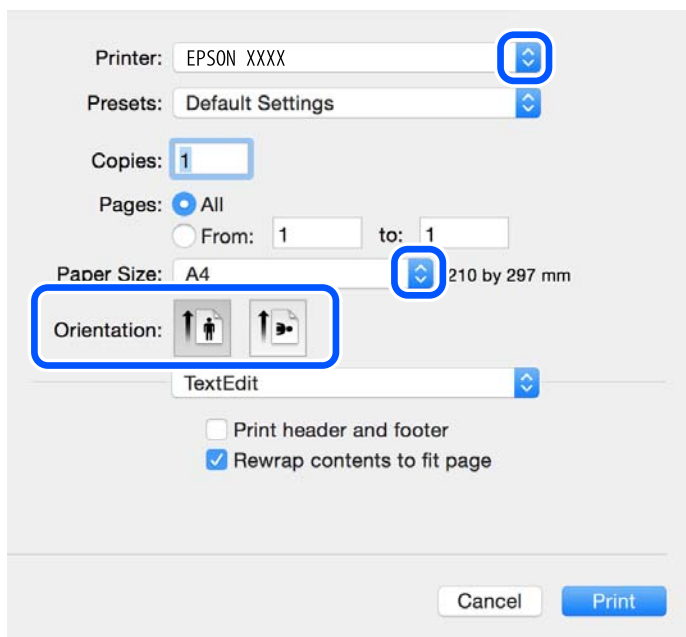 Printer: EPSON XXXX
Presets: Default Settings
Copies: 1
Pages: All
From: 1 to: 1
Paper Size: A4 210 by 297 mm
Orientation:
TextEdit
Print header and footer
Rewrap contents to fit page
Cancel Print